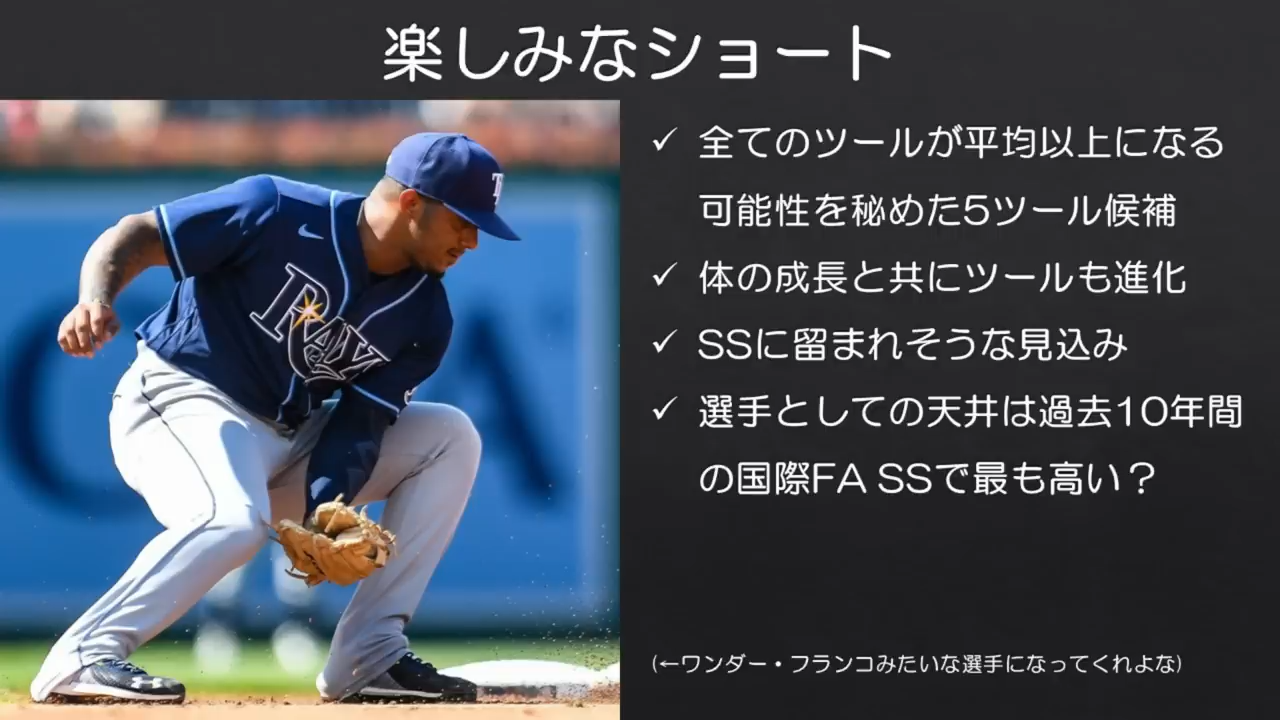 楽しみなショート
✓ 全てのツールが平均以上になる
可能性を秘めた5ツール候補
✓ 体の成長と共にツールも進化
✓ SSに留まれそうな見込み
✓ 選手としての天井は過去10年間
の国際FA SSで最も高い？
(←ワンダー・フランコみたいな選手になってくれよな)
RAYS